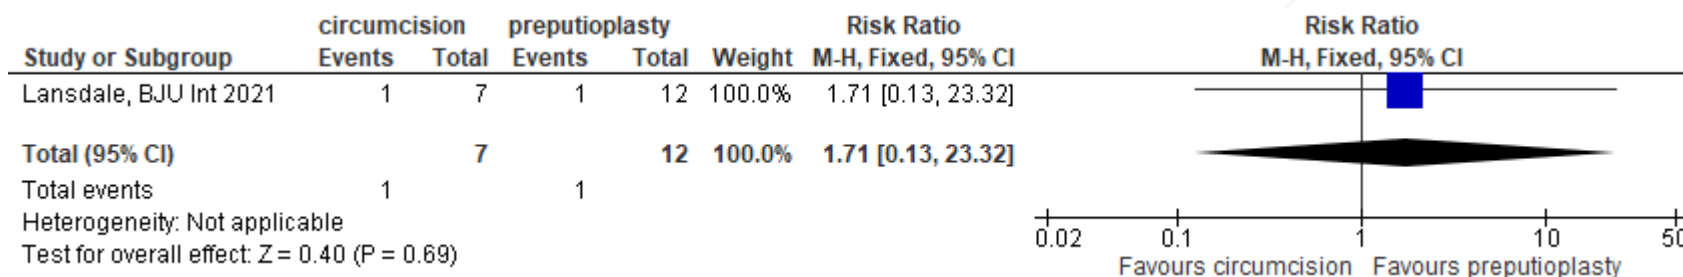 circumcision preputioplasty Risk Ratio Risk Ratio
Study or Subgroup Events Total Events Total Weight M-H, Fixed, 95% CI M-H, Fixed, 95% CI
Lansdale, BJU Int 2021 1 7 1 12 100.0% 1.71 [0.13, 23.32]
Total (95% CI) 7 12 100.0% 1.71 [0.13, 23.32]
Total events 1 1
Heterogeneity: Not applicable
Test for overall effect: Z = 0.40 (P = 0.69)
0.02 0.1 1 10 50
Favours circumcision Favours preputioplasty